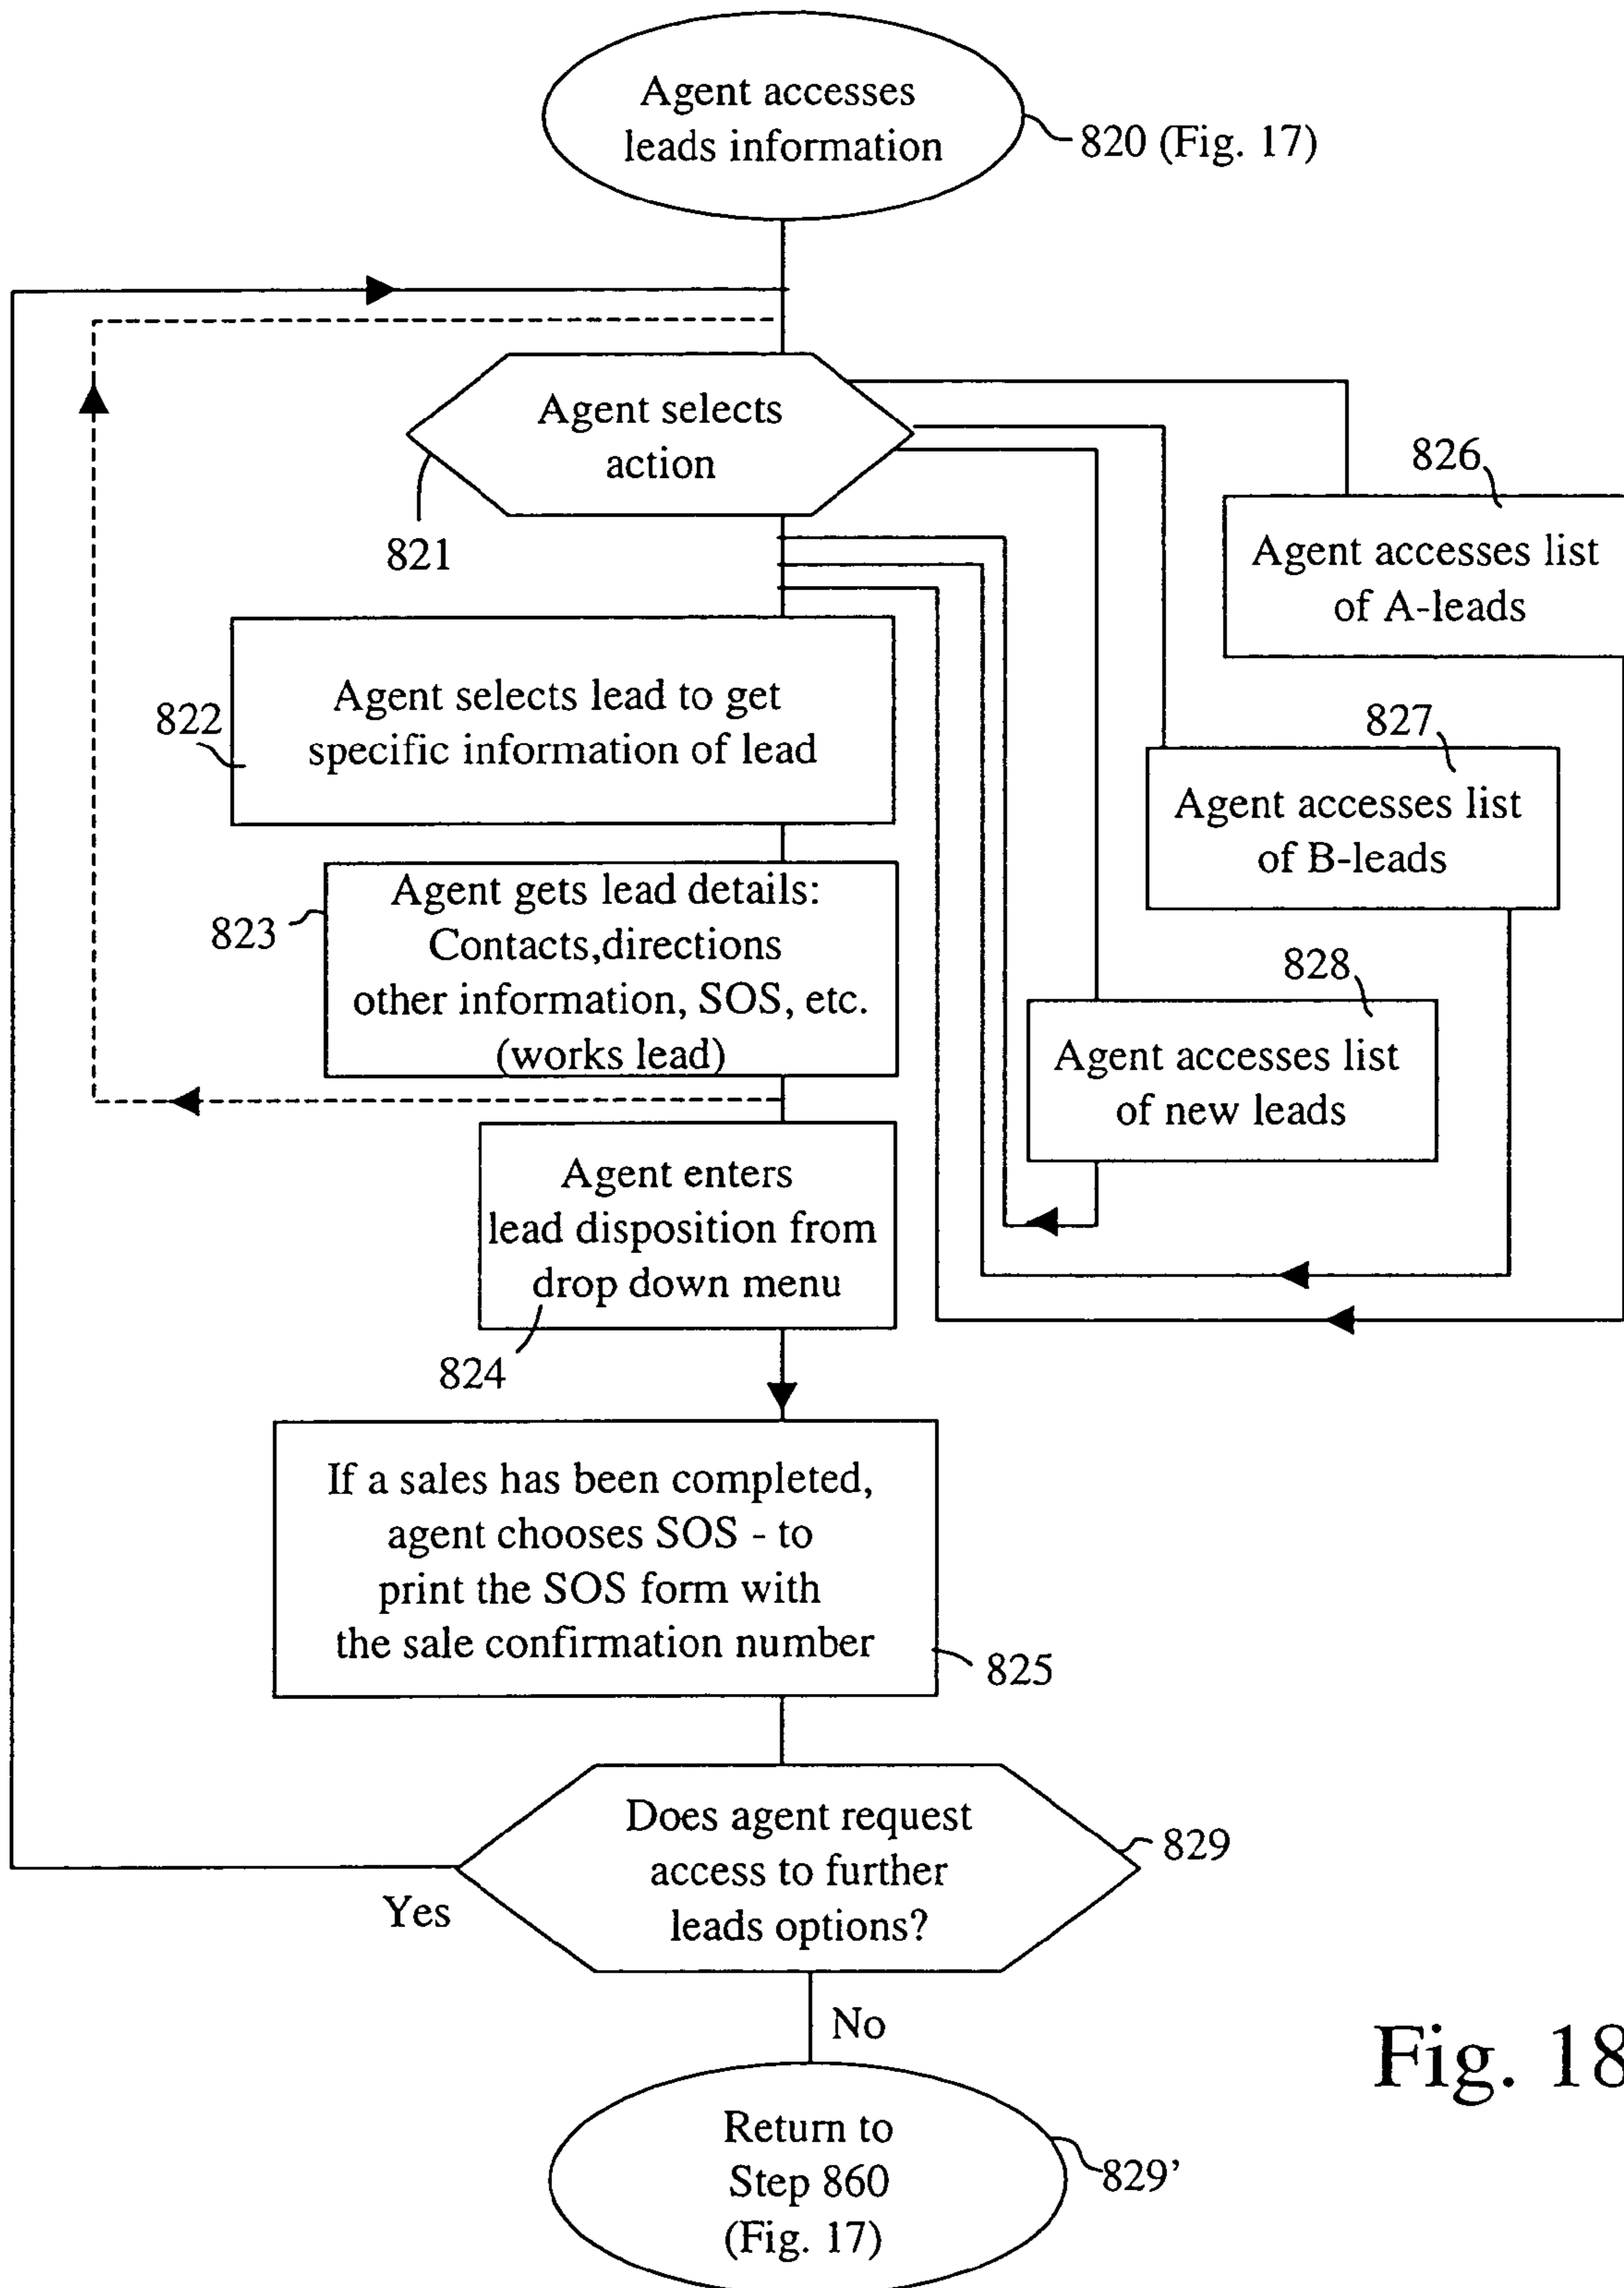 Agent accesses
leads information
820 (Fig. 17)
Agent selects
action
821
826
Agent accesses list
of A-leads
822
Agent selects lead to get
specific information of lead
827
Agent accesses list
of B-leads
823
Agent gets lead details:
Contacts,directions
other information, SOS, etc.
(works lead)
828
Agent accesses list
of new leads
Agent enters
lead disposition from
drop down menu
824
If a sales has been completed,
agent chooses SOS - to
print the SOS form with
the sale confirmation number
825
Does agent request
access to further
leads options?
829
Yes
No
Fig. 18
Return to
Step 860
(Fig. 17)
829’